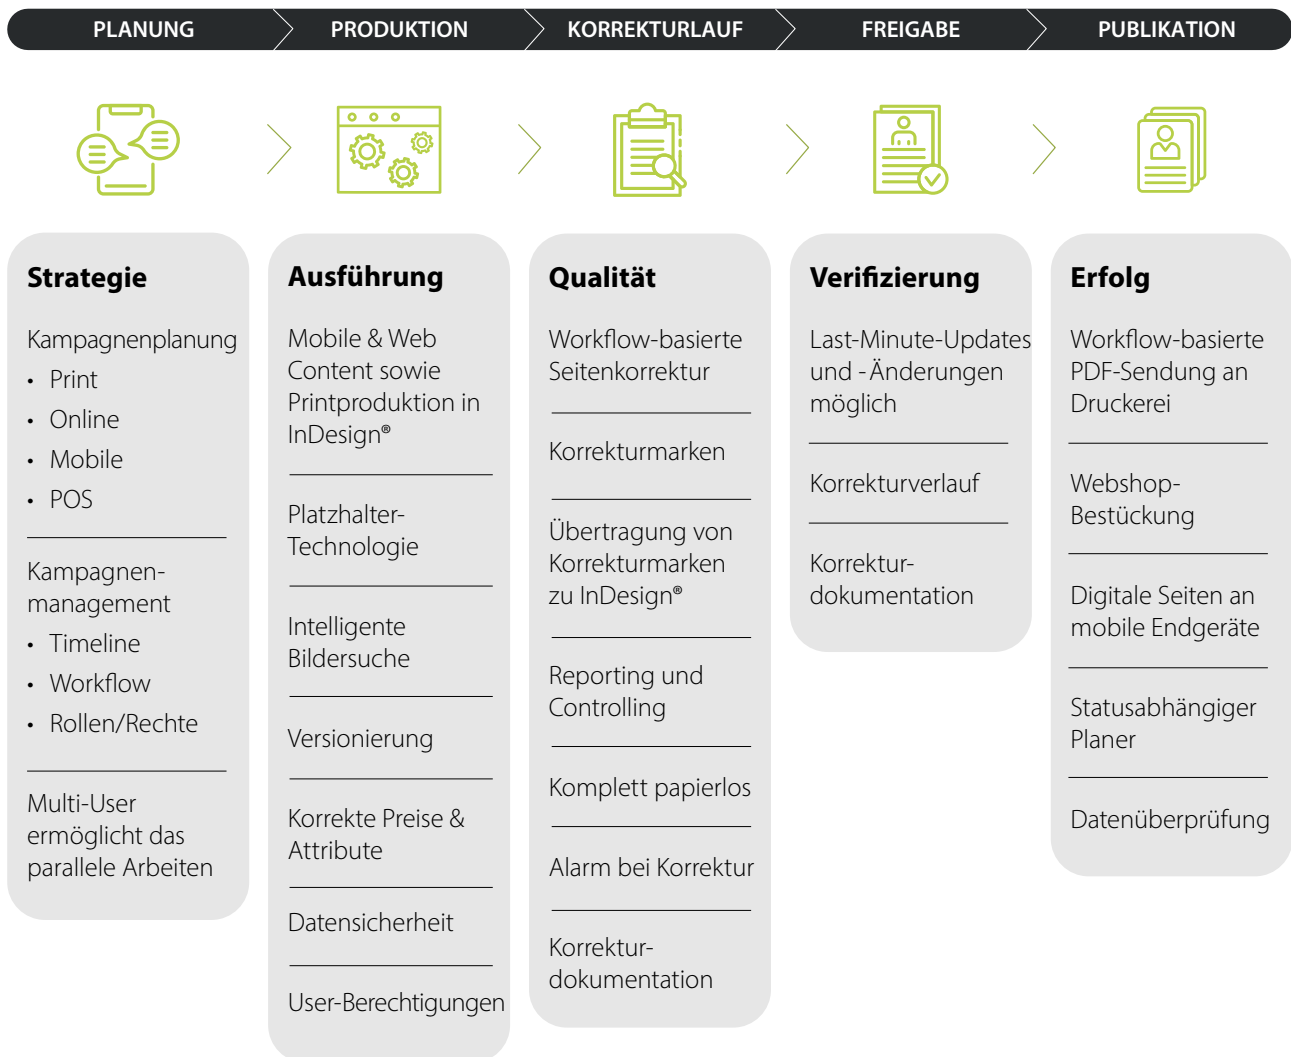 PLANUNG
PRODUKTION
KORREKTURLAUF
FREIGABE
PUBLIKATION
Strategie
Kampagnenplanung
• Print
• Online
• Mobile
• POS
Kampagnen-
management
• Timeline
• Workflow
• Rollen/Rechte
Multi-User
ermöglicht das
parallele Arbeiten
Ausführung
Mobile & Web
Content sowie
Printproduktion in
InDesign®
Platzhalter-
Technologie
Intelligente
Bildersuche
Versionierung
Korrekte Preise &
Attribute
Datensicherheit
User-Berechtigungen
Qualität
Workflow-basierte
Seitenkorrektur
Korrekturmarken
Übertragung von
Korrekturmarken
zu InDesign®
Reporting und
Controlling
Komplett papierlos
Alarm bei Korrektur
Korrektur-
dokumentation
Verifizierung
Last-Minute-Updates
und -Änderungen
möglich
Korrekturverlauf
Korrektur-
dokumentation
Erfolg
Workflow-basierte
PDF-Sendung an
Druckerei
Webshop-
Bestückung
Digitale Seiten an
mobile Endgeräte
Statusabhängiger
Planer
Datenüberprüfung